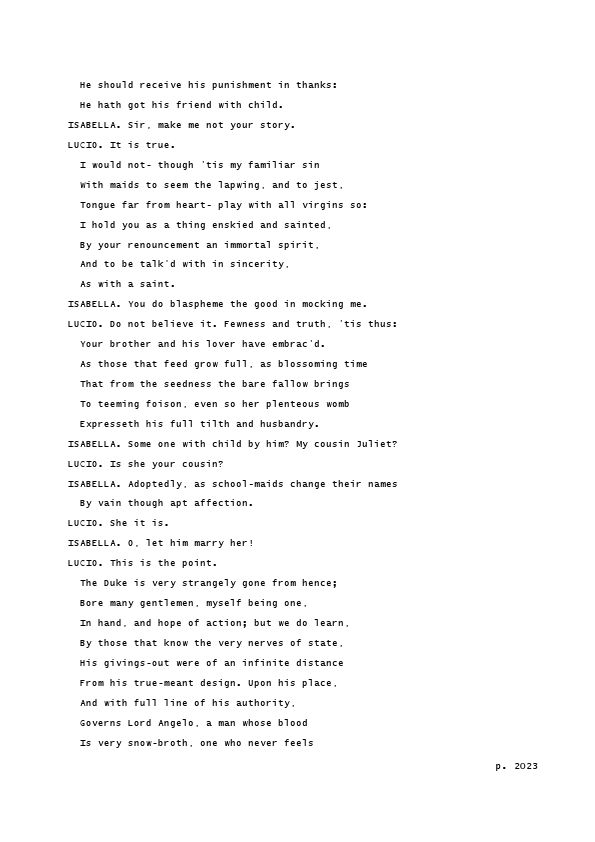 He should receive his punishment in thanks:
He hath got his friend with child.
ISABELLA. Sir, make me not your story.
LUCIO. It is true.
I would not- though 'tis my familiar sin
With maids to seem the lapwing, and to jest,
Tongue far from heart- play with all virgins so:
I hold you as a thing enskied and sainted,
By your renouncement an immortal spirit,
And to be talk'd with in sincerity,
As with a saint.
ISABELLA. You do blaspheme the good in mocking me.
LUCIO. Do not believe it. Fewness and truth, 'tis thus:
Your brother and his lover have embrac'd.
As those that feed grow full, as blossoming time
That from the seedness the bare fallow brings
To teeming foison, even so her plenteous womb
Expresseth his full tilth and husbandry.
ISABELLA. Some one with child by him? My cousin Juliet?
LUCIO. Is she your cousin?
ISABELLA. Adoptedly, as school-maids change their names
By vain though apt affection.
LUCIO. She it is.
ISABELLA. O, let him marry her!
LUCIO. This is the point.
The Duke is very strangely gone from hence;
Bore many gentlemen, myself being one,
In hand, and hope of action; but we do learn,
By those that know the very nerves of state,
His givings-out were of an infinite distance
From his true-meant design. Upon his place,
And with full line of his authority,
Governs Lord Angelo, a man whose blood
Is very snow-broth, one who never feels
p. 2023